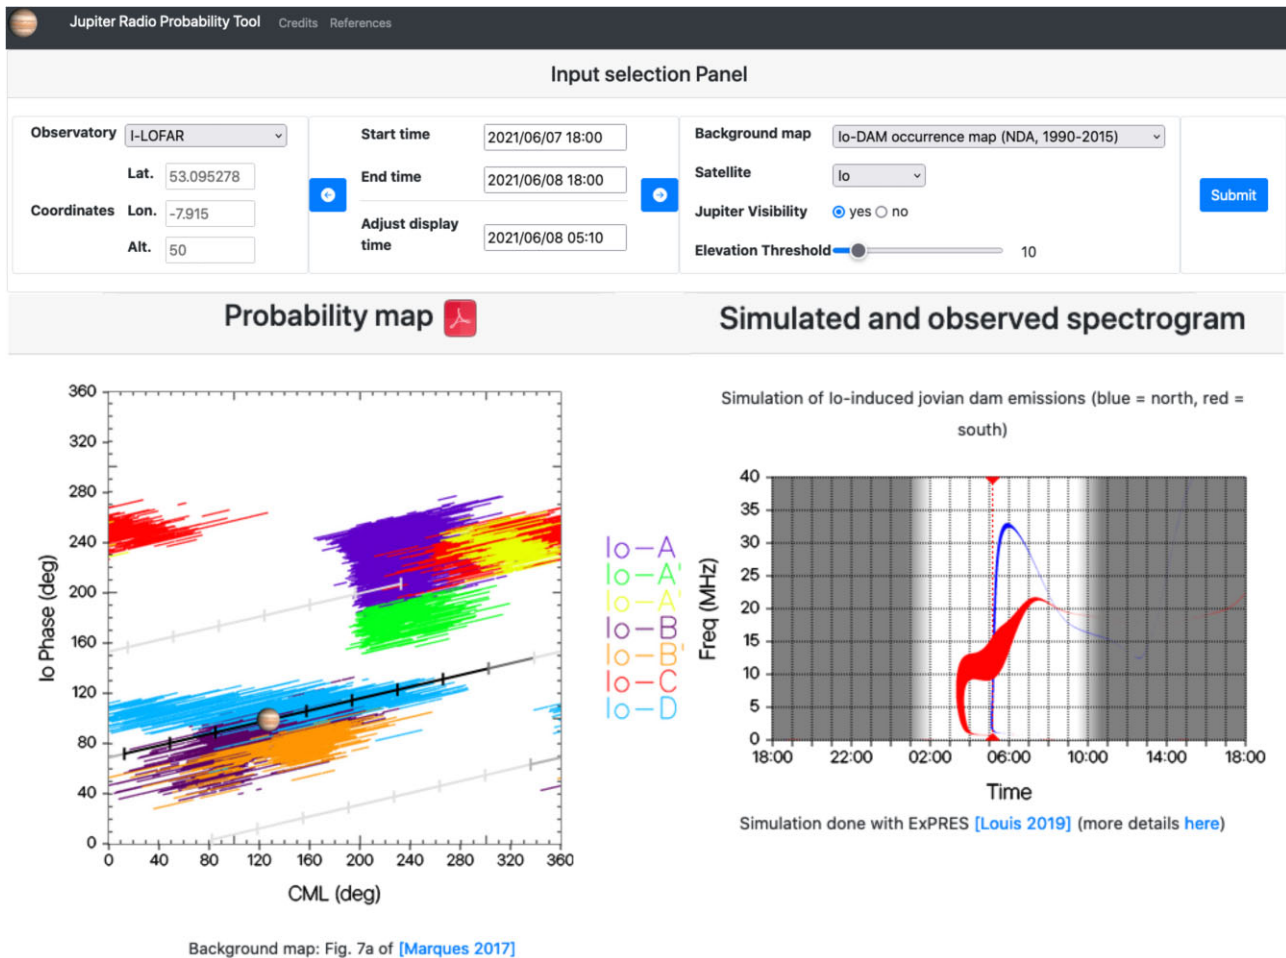 Jupiter Radio Probability Tool Credits References
Input selection Panel
Observatory I-LOFAR
Lat. 53.095278
Coordinates Lon. -7.915
Alt. 50
Start time 2021/06/07 18:00
End time 2021/06/08 18:00
Adjust display
time 2021/06/08 05:10
Background map Io-DAM occurrence map (NDA, 1990-2015)
Satellite Io
Jupiter Visibility yes no
Elevation Threshold 10
Submit
Probability map
360
320
280
240
200
160
120
80
40
0
Io Phase (deg)
0 40 80 120 160 200 240 280 320 360
CML (deg)
Io-A
Io-A'
Io-A'
Io-B
Io-B'
Io-C
Io-D
Background map: Fig. 7a of [Marques 2017]
Simulated and observed spectrogram
Simulation of Io-induced jovian dam emissions (blue = north, red =
south)
40
35
30
25
20
15
10
5
0
Freq (MHz)
18:00 22:00 02:00 06:00 10:00 14:00 18:00
Time
Simulation done with ExPRES [Louis 2019] (more details here)